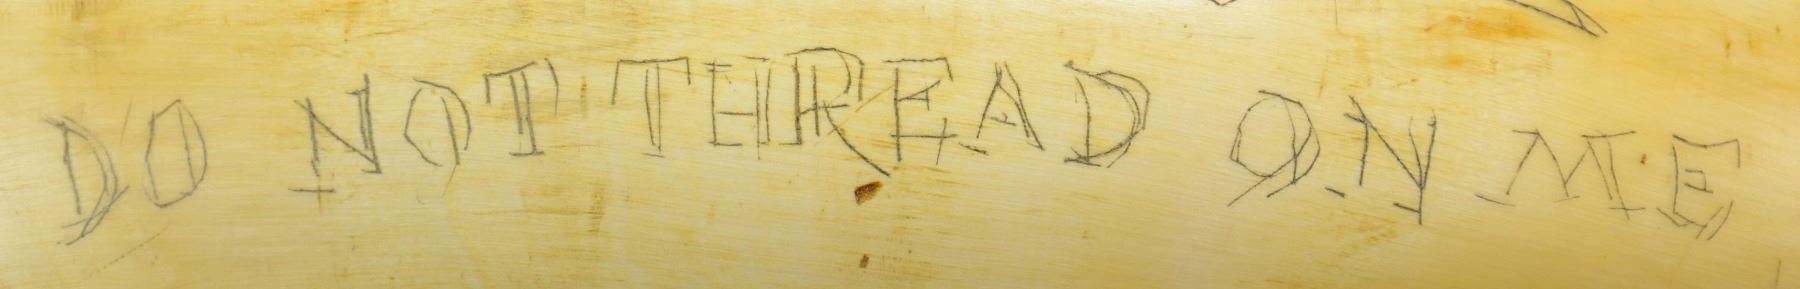 DO NOT THREAD ON ME